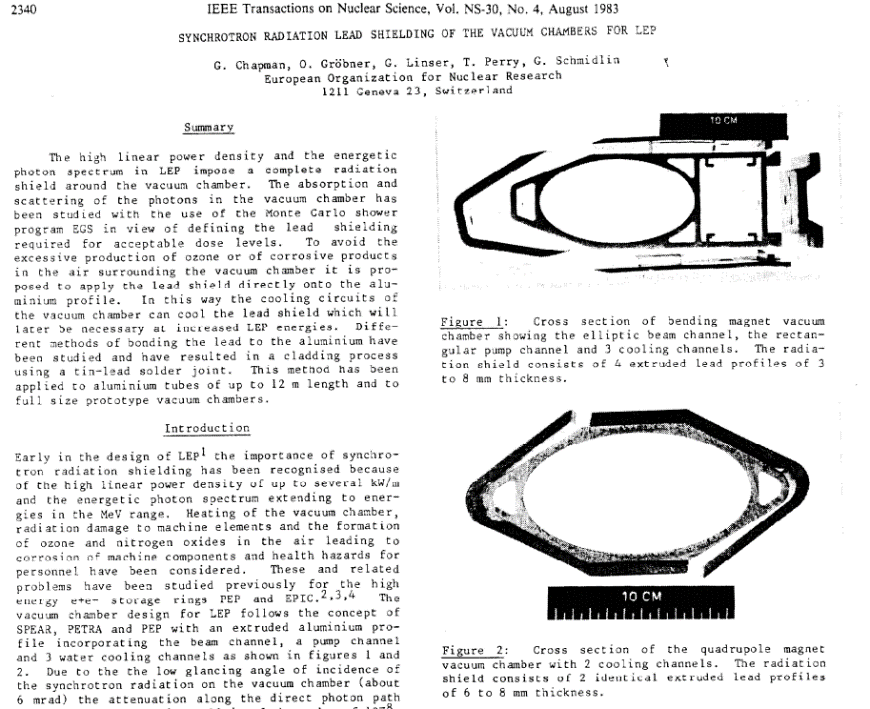 2340
IEEE Transactions on Nuclear Science, Vol. NS-30, No. 4, August 1983
SYNCHROTRON RADIATION LEAD SHIELDING OF THE VACUUM CHAMBERS FOR LEP
G. Chapman, O. Gröbner, G. Linser, T. Perry, G. Schmidlin
European Organization for Nuclear Research
1211 Geneva 23, Switzerland
Summary
The high linear power density and the energetic
photon spectrum in LEP impose a complete radiation
shield around the vacuum chamber. The absorption and
scattering of the photons in the vacuum chamber has
been studied with the use of the Monte Carlo shower
program EGS in view of defining the lead shielding
required for acceptable dose levels. To avoid the
excessive production of ozone or of corrosive products
in the air surrounding the vacuum chamber it is pro-
posed to apply the lead shield directly onto the alu-
minium profile. In this way the cooling circuits of
the vacuum chamber can cool the lead shield which will
later be necessary at increased LEP energies. Diffe-
rent methods of bonding the lead to the aluminium have
been studied and have resulted in a cladding process
using a tin-lead solder joint. This method has been
applied to aluminium tubes of up to 12 m length and to
full size prototype vacuum chambers.
Introduction
Early in the design of LEP1 the importance of synchro-
tron radiation shielding has been recognised because
of the high linear power density of up to several kW/m
and the energetic photon spectrum extending to ener-
gies in the MeV range. Heating of the vacuum chamber,
radiation damage to machine elements and the formation
of ozone and nitrogen oxides in the air leading to
corrosion of machine components and health hazards for
personnel have been considered. These and related
problems have been studied previously for the high
energy e+e- storage rings PEP and EPIC.2,3,4 The
vacuum chamber design for LEP follows the concept of
SPEAR, PETRA and PEP with an extruded aluminium pro-
file incorporating the beam channel, a pump channel
and 3 water cooling channels as shown in figures 1 and
2. Due to the the low glancing angle of incidence of
the synchrotron radiation on the vacuum chamber (about
6 mrad) the attenuation along the direct photon path
10 CM
Figure 1: Cross section of bending magnet vacuum
chamber showing the elliptic beam channel, the rectan-
gular pump channel and 3 cooling channels. The radia-
tion shield consists of 4 extruded lead profiles of 3
to 8 mm thickness.
10 CM
Figure 2: Cross section of the quadrupole magnet
vacuum chamber with 2 cooling channels. The radiation
shield consists of 2 identical extruded lead profiles
of 6 to 8 mm thickness.